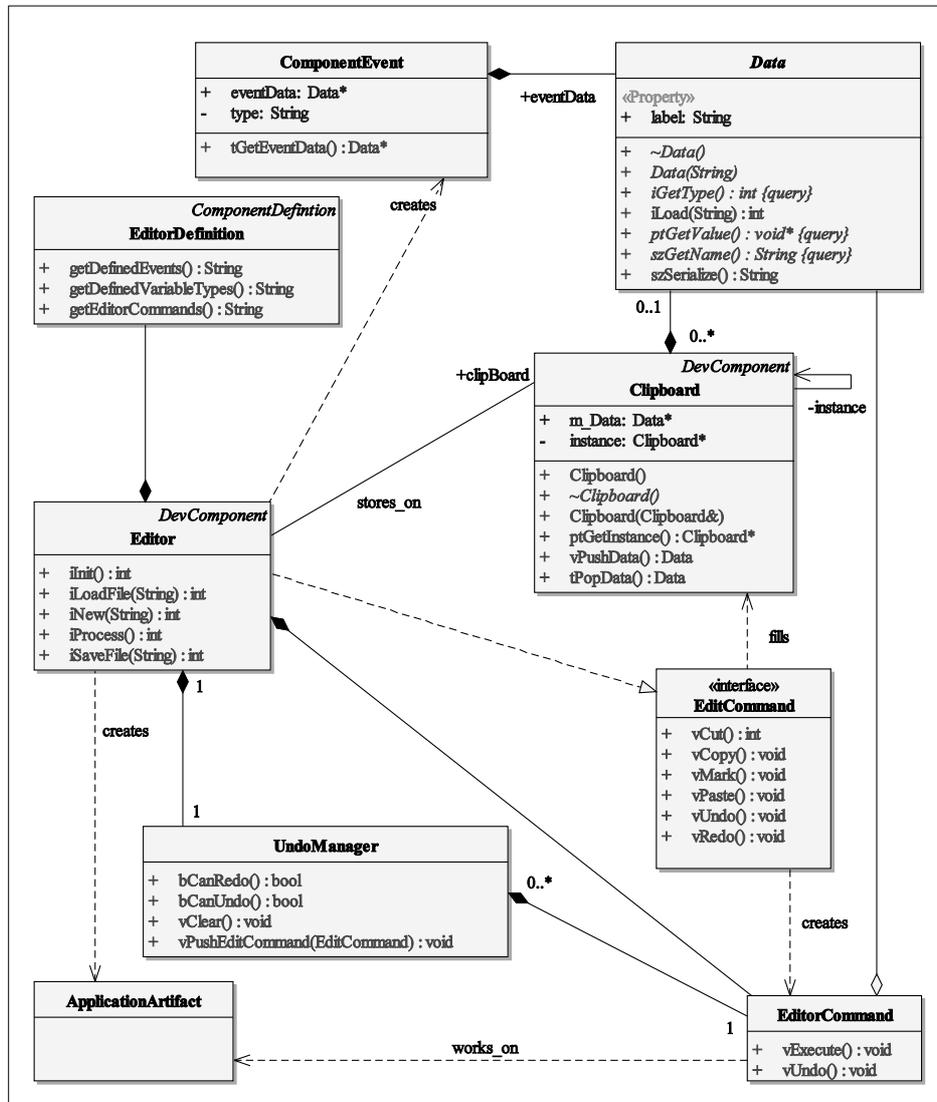 ComponentEvent
+ eventData: Data*
- type: String
+ tGetEventData() : Data*
+eventData
Data
«Property»
+ label: String
+ ~Data()
+ Data(String)
+ iGetType() : int {query}
+ iLoad(String) : int
+ ptGetValue() : void* {query}
+ szGetName() : String {query}
+ szSerialize() : String
creates
ComponentDefintion
EditorDefinition
+ getDefinedEvents() : String
+ getDefinedVariableTypes() : String
+ getEditorCommands() : String
0..1
0..*
+clipBoard
DevComponent
Clipboard
+ m_Data: Data*
- instance: Clipboard*
+ Clipboard()
+ ~Clipboard()
+ Clipboard(Clipboard&)
+ ptGetInstance() : Clipboard*
+ vPushData() : Data
+ tPopData() : Data
-instance
stores_on
DevComponent
Editor
+ iInit() : int
+ iLoadFile(String) : int
+ iNew(String) : int
+ iProcess() : int
+ iSaveFile(String) : int
fills
1
creates
«interface»
EditCommand
+ vCut() : int
+ vCopy() : void
+ vMark() : void
+ vPaste() : void
+ vUndo() : void
+ vRedo() : void
1
UndoManager
+ bCanRedo() : bool
+ bCanUndo() : bool
+ vClear() : void
+ vPushEditCommand(EditCommand) : void
0..*
creates
ApplicationArtifact
EditorCommand
+ vExecute() : void
+ vUndo() : void
1
works_on